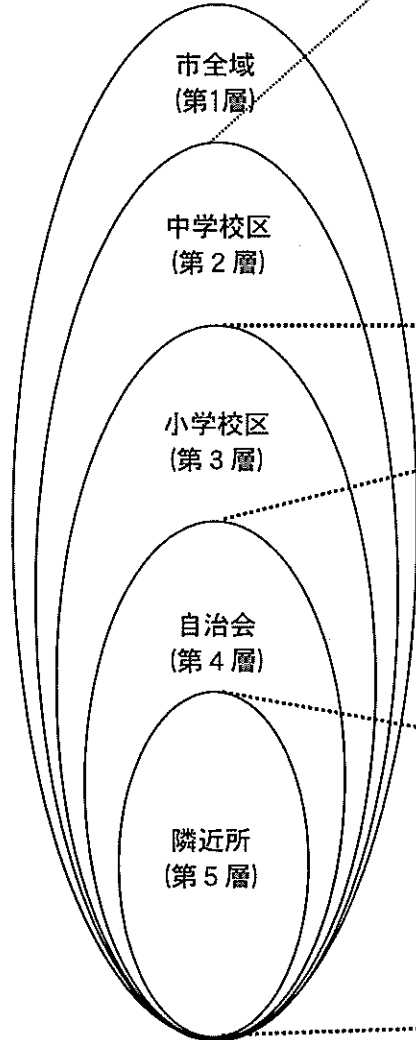 市全域
(第1層)
中学校区
(第2層)
小学校区
(第3層)
自治会
(第4層)
隣近所
(第5層)